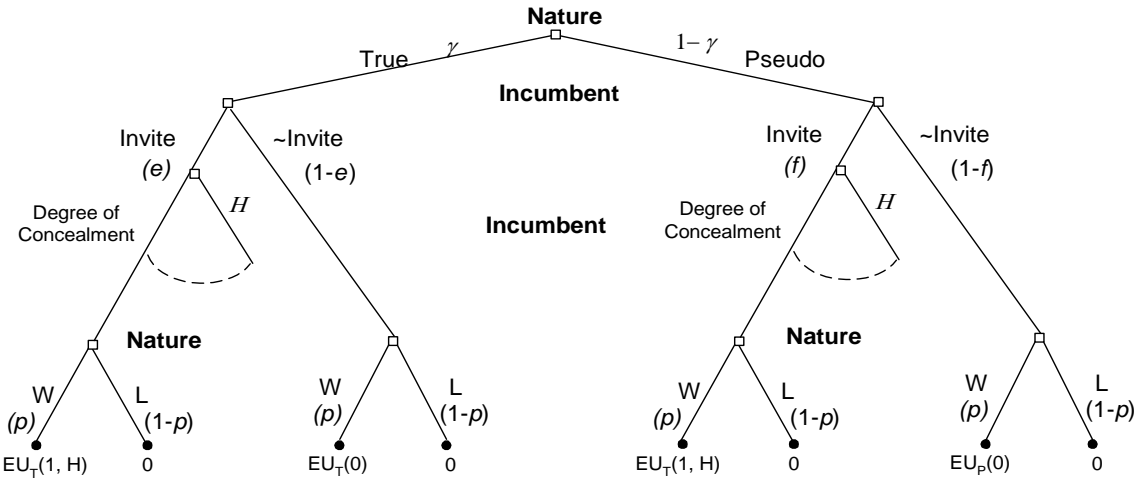 Nature
True γ 1− γ Pseudo
Incumbent
Invite ~Invite Invite ~Invite
(e) (1-e) (f) (1-f)
Degree of H Degree of H
Concealment Incumbent Concealment
Nature Nature
W L W L W L W L
(p) (1-p) (p) (1-p) (p) (1-p) (p) (1-p)
EU_T(1, H) 0 EU_T(0) 0 EU_T(1, H) 0 EU_P(0) 0